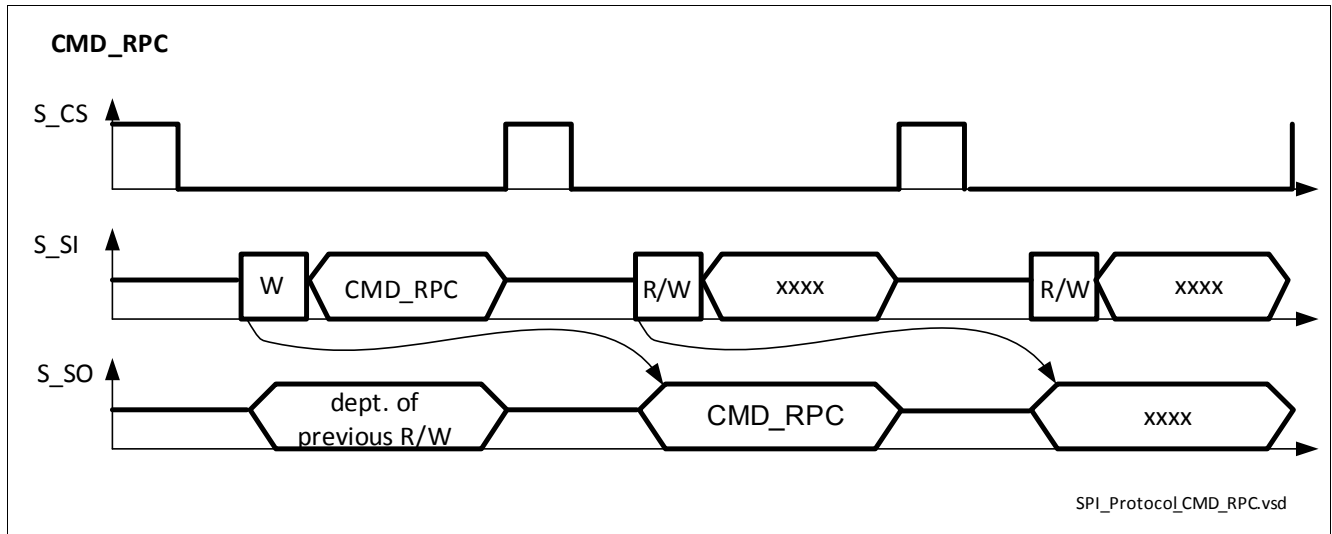 CMD_RPC
S_CS
S_SI
W
CMD_RPC
R/W
xxxx
R/W
xxxx
S_SO
dept. of
previous R/W
CMD_RPC
xxxx
SPI_Protocol_CMD_RPC.vsd